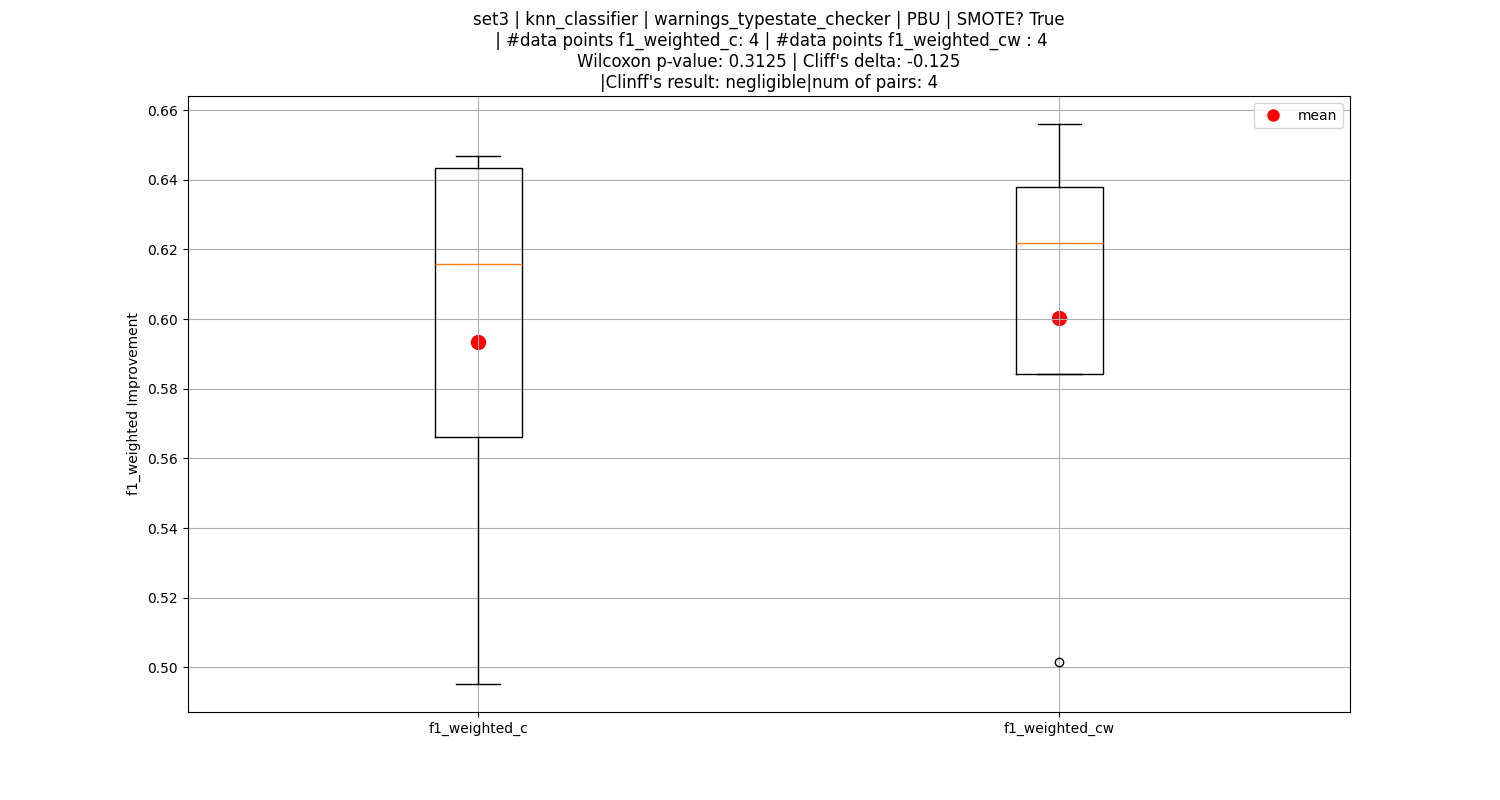 set3 | knn_classifier | warnings_typestate_checker | PBU | SMOTE? True
| #data points f1_weighted_c: 4 | #data points f1_weighted_cw : 4
Wilcoxon p-value: 0.3125 | Cliff's delta: -0.125
|Clinff's result: negligible|num of pairs: 4
mean
0.66
0.64
0.62
0.60
0.58
0.56
0.54
0.52
0.50
f1_weighted Improvement
f1_weighted_c
f1_weighted_cw